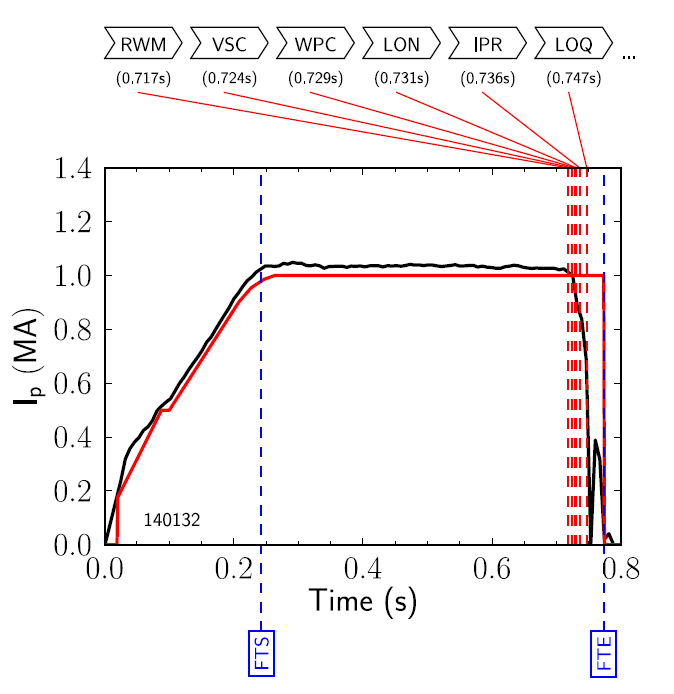 RWM VSC WPC LON IPR LOQ ...
(0.717s) (0.724s) (0.729s) (0.731s) (0.736s) (0.747s)
1.4
1.2
1.0
0.8
0.6
0.4
0.2
0.0
I_p (MA)
140132
0.0 0.2 0.4 0.6 0.8
Time (s)
FTS
FTE